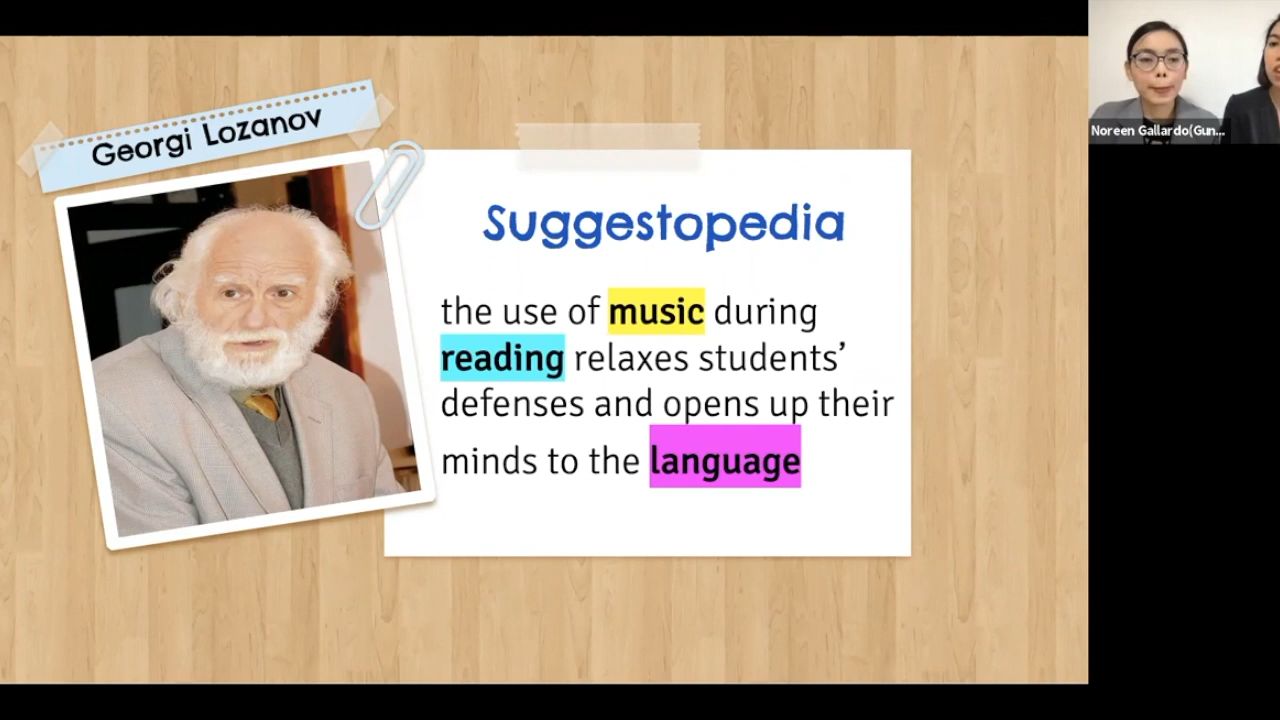 Georgi Lozanov
Suggestopedia
the use of music during
reading relaxes students’
defenses and opens up their
minds to the language
Noreen Gallardo(Gun...